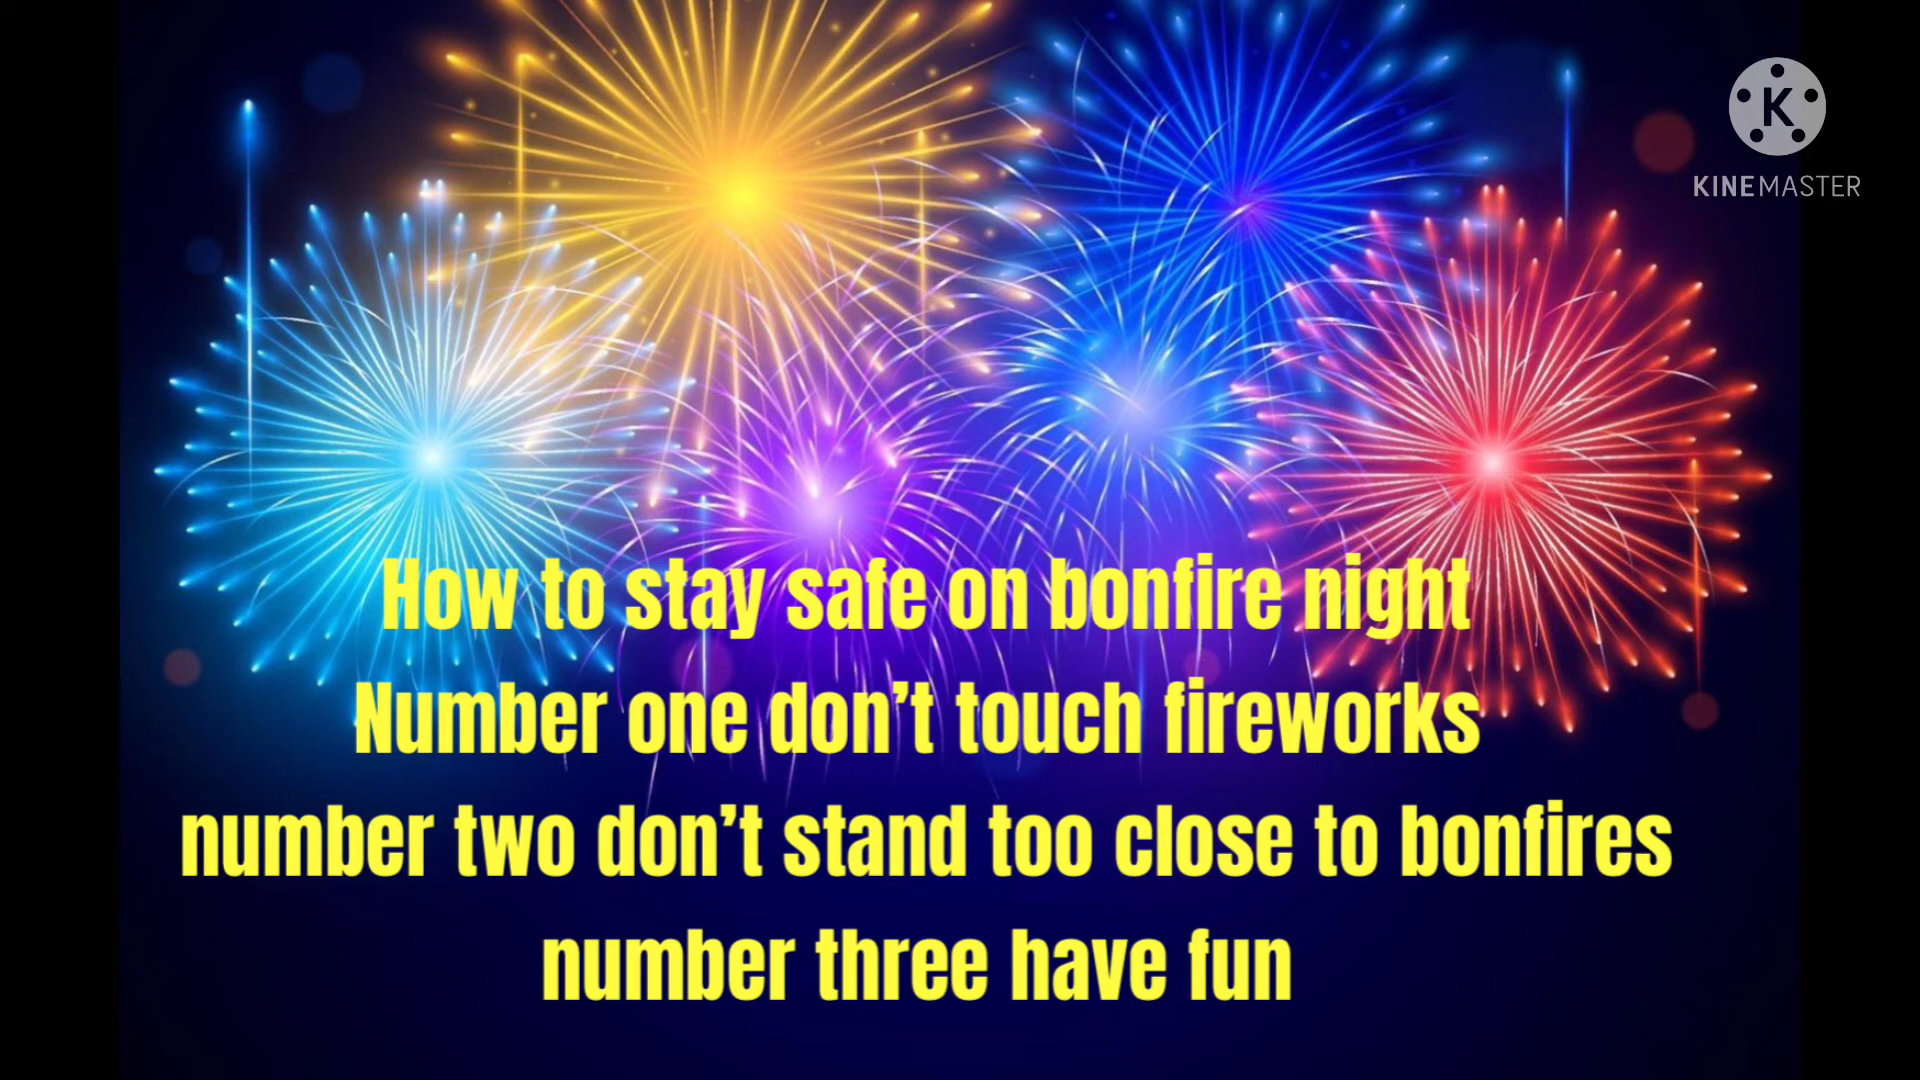 K
KINEMASTER
How to stay safe on bonfire night
Number one don’t touch fireworks
number two don’t stand too close to bonfires
number three have fun